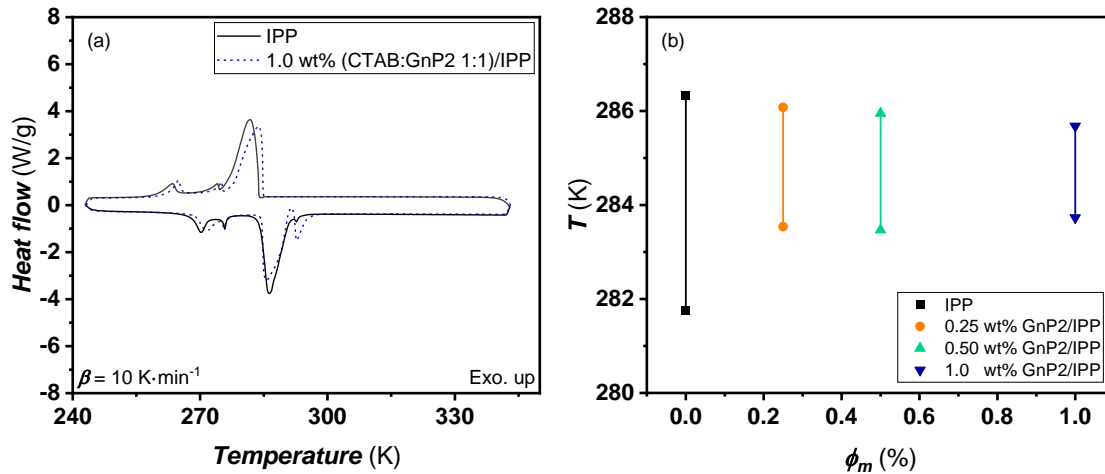 (a)
IPP
1.0 wt% (CTAB:GnP2 1:1)/IPP
8
6
4
2
0
-2
-4
-6
-8
Heat flow (W/g)
β = 10 K·min⁻¹
Exo. up
240
270
300
330
Temperature (K)
(b)
288
286
284
282
280
T (K)
IPP
0.25 wt% GnP2/IPP
0.50 wt% GnP2/IPP
1.0 wt% GnP2/IPP
0.0
0.2
0.4
0.6
0.8
1.0
ϕm (%)